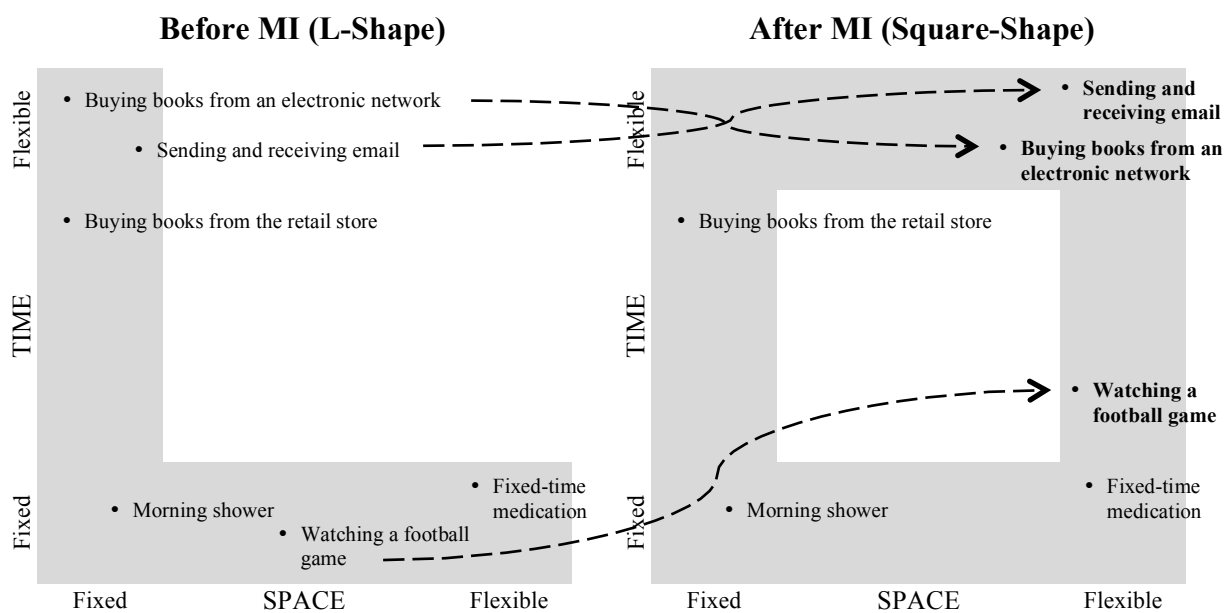 Before MI (L-Shape)
After MI (Square-Shape)
Flexible
TIME
Fixed
• Buying books from an electronic network
• Sending and receiving email
• Buying books from the retail store
• Morning shower
• Watching a football
game
• Fixed-time
medication
Fixed
SPACE
Flexible
Flexible
TIME
Fixed
• Sending and
receiving email
• Buying books from an
electronic network
• Buying books from the retail store
• Watching a
football game
• Morning shower
• Fixed-time
medication
Fixed
SPACE
Flexible